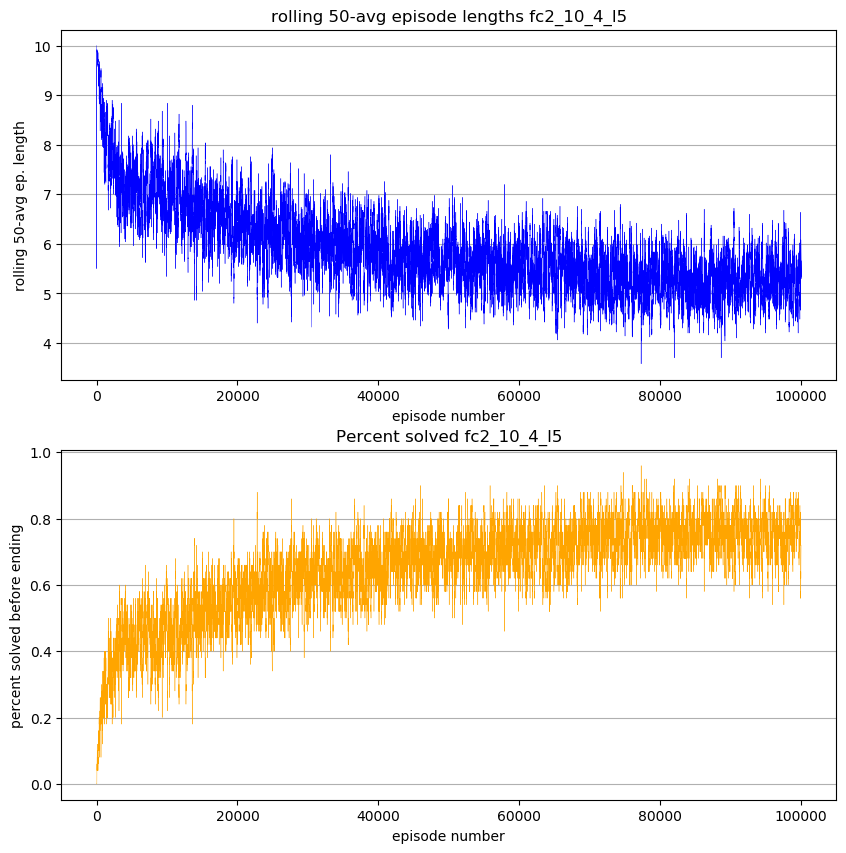 rolling 50-avg episode lengths fc2_10_4_l5
rolling 50-avg ep. length
10
9
8
7
6
5
4
0 20000 40000 60000 80000 100000
episode number
Percent solved fc2_10_4_l5
percent solved before ending
1.0
0.8
0.6
0.4
0.2
0.0
0 20000 40000 60000 80000 100000
episode number